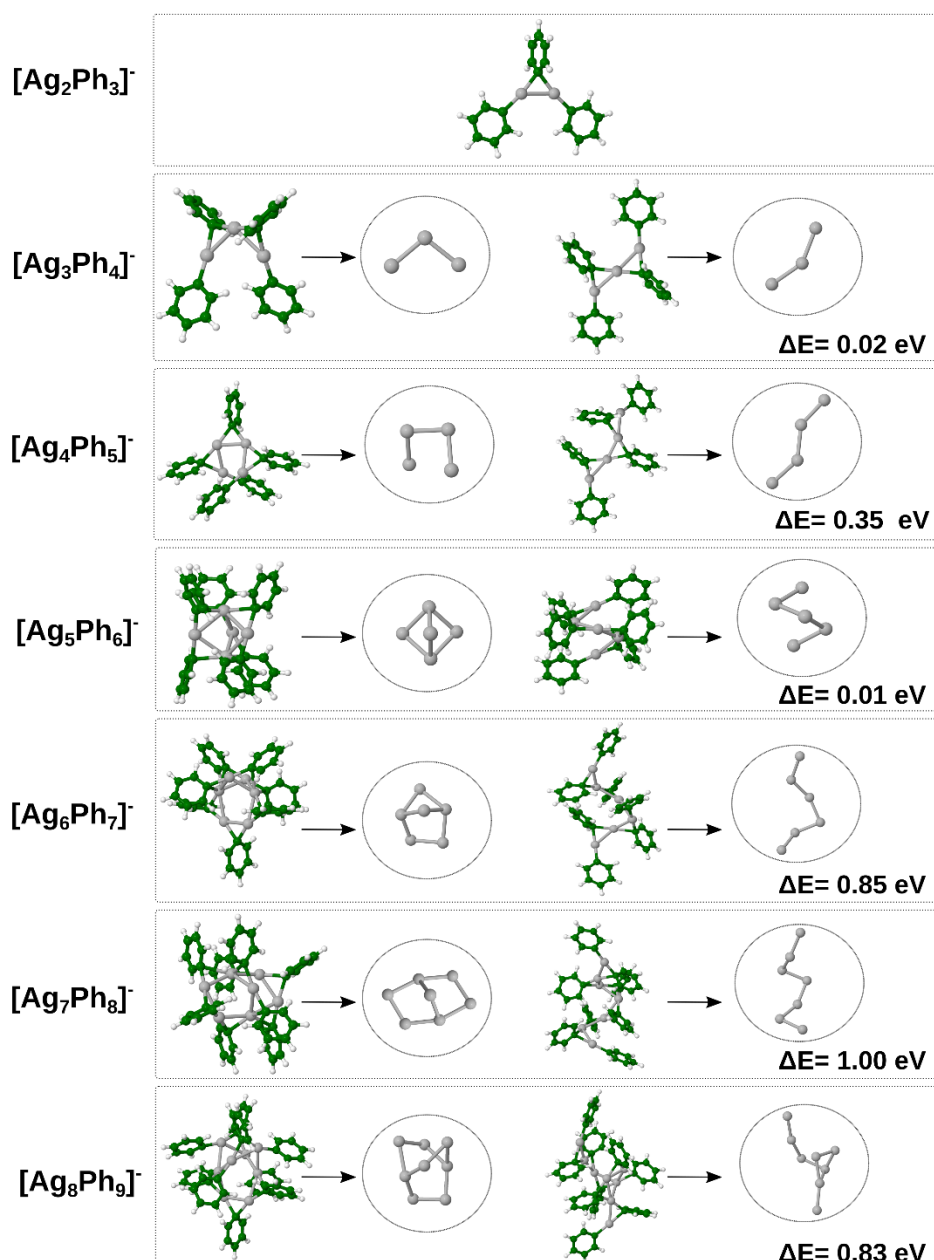 [Ag₂Ph₃]⁻
[Ag₃Ph₄]⁻
ΔE= 0.02 eV
[Ag₄Ph₅]⁻
ΔE= 0.35 eV
[Ag₅Ph₆]⁻
ΔE= 0.01 eV
[Ag₆Ph₇]⁻
ΔE= 0.85 eV
[Ag₇Ph₈]⁻
ΔE= 1.00 eV
[Ag₈Ph₉]⁻
ΔE= 0.83 eV